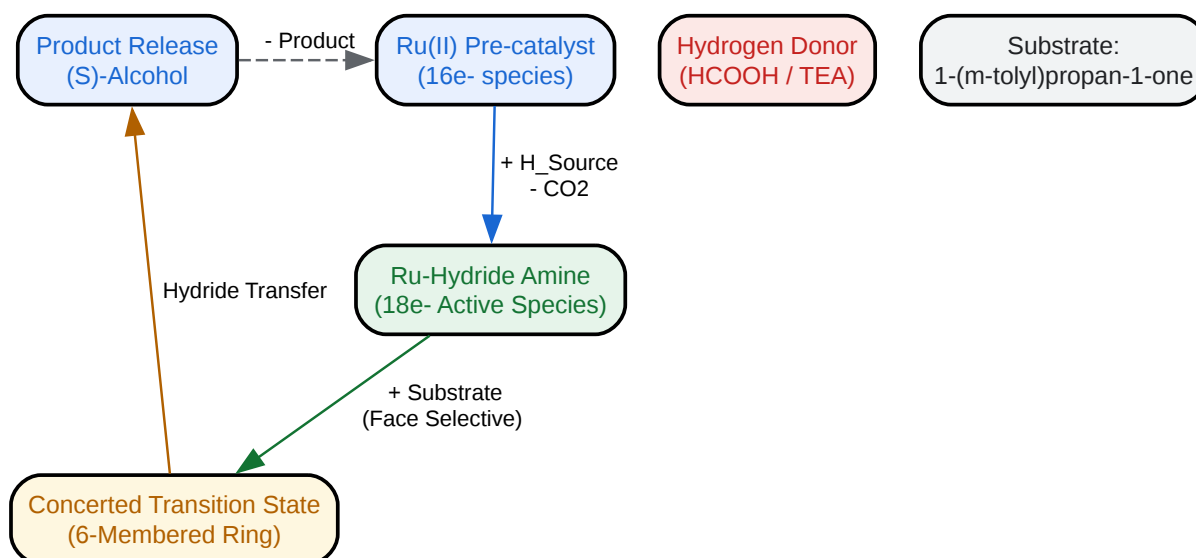 Product Release
(S)-Alcohol
- Product
Ru(II) Pre-catalyst
(16e- species)
Hydrogen Donor
(HCOOH / TEA)
Substrate:
1-(m-tolyl)propan-1-one
+ H_Source
- CO2
Ru-Hydride Amine
(18e- Active Species)
Hydride Transfer
+ Substrate
(Face Selective)
Concerted Transition State
(6-Membered Ring)